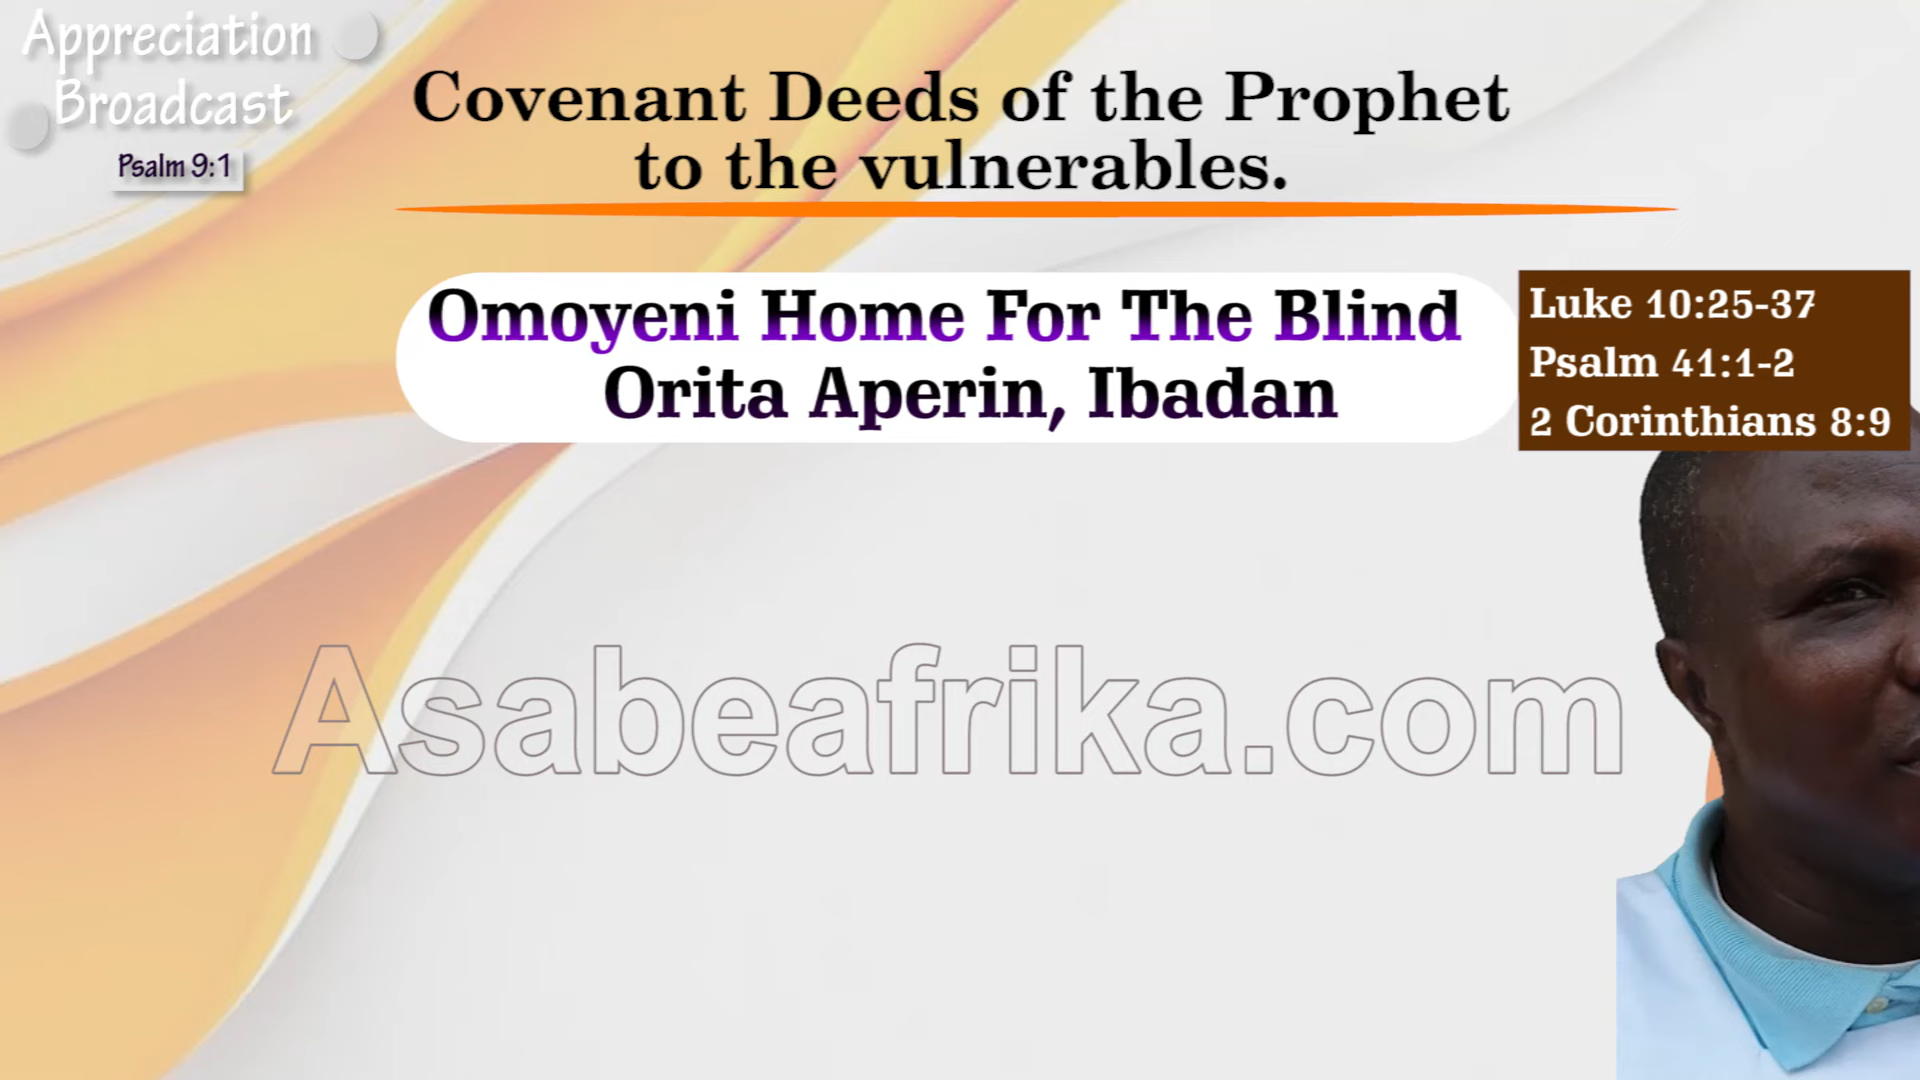 Appreciation
Broadcast
Psalm 9:1
Covenant Deeds of the Prophet
to the vulnerables.
Omoyeni Home For The Blind
Orita Aperin, Ibadan
Luke 10:25-37
Psalm 41:1-2
2 Corinthians 8:9
Asabeafrika.com